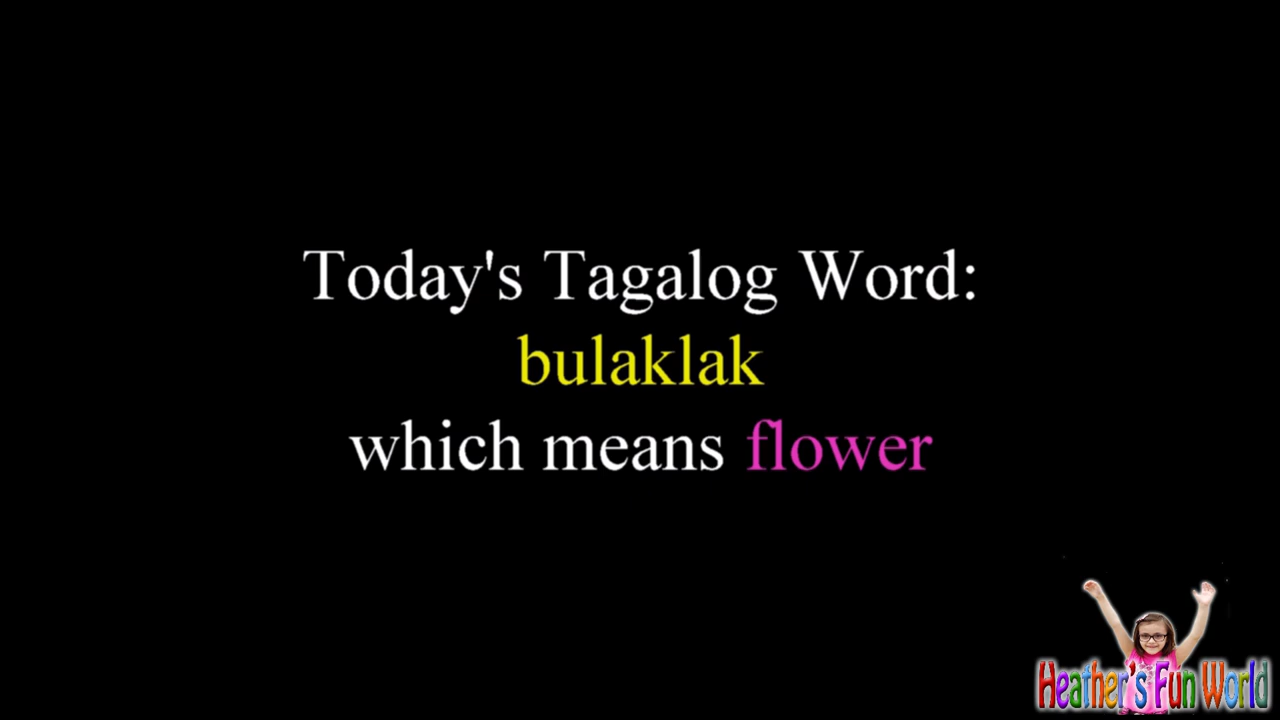 Today's Tagalog Word:
bulaklak
which means flower
Heather's Fun World